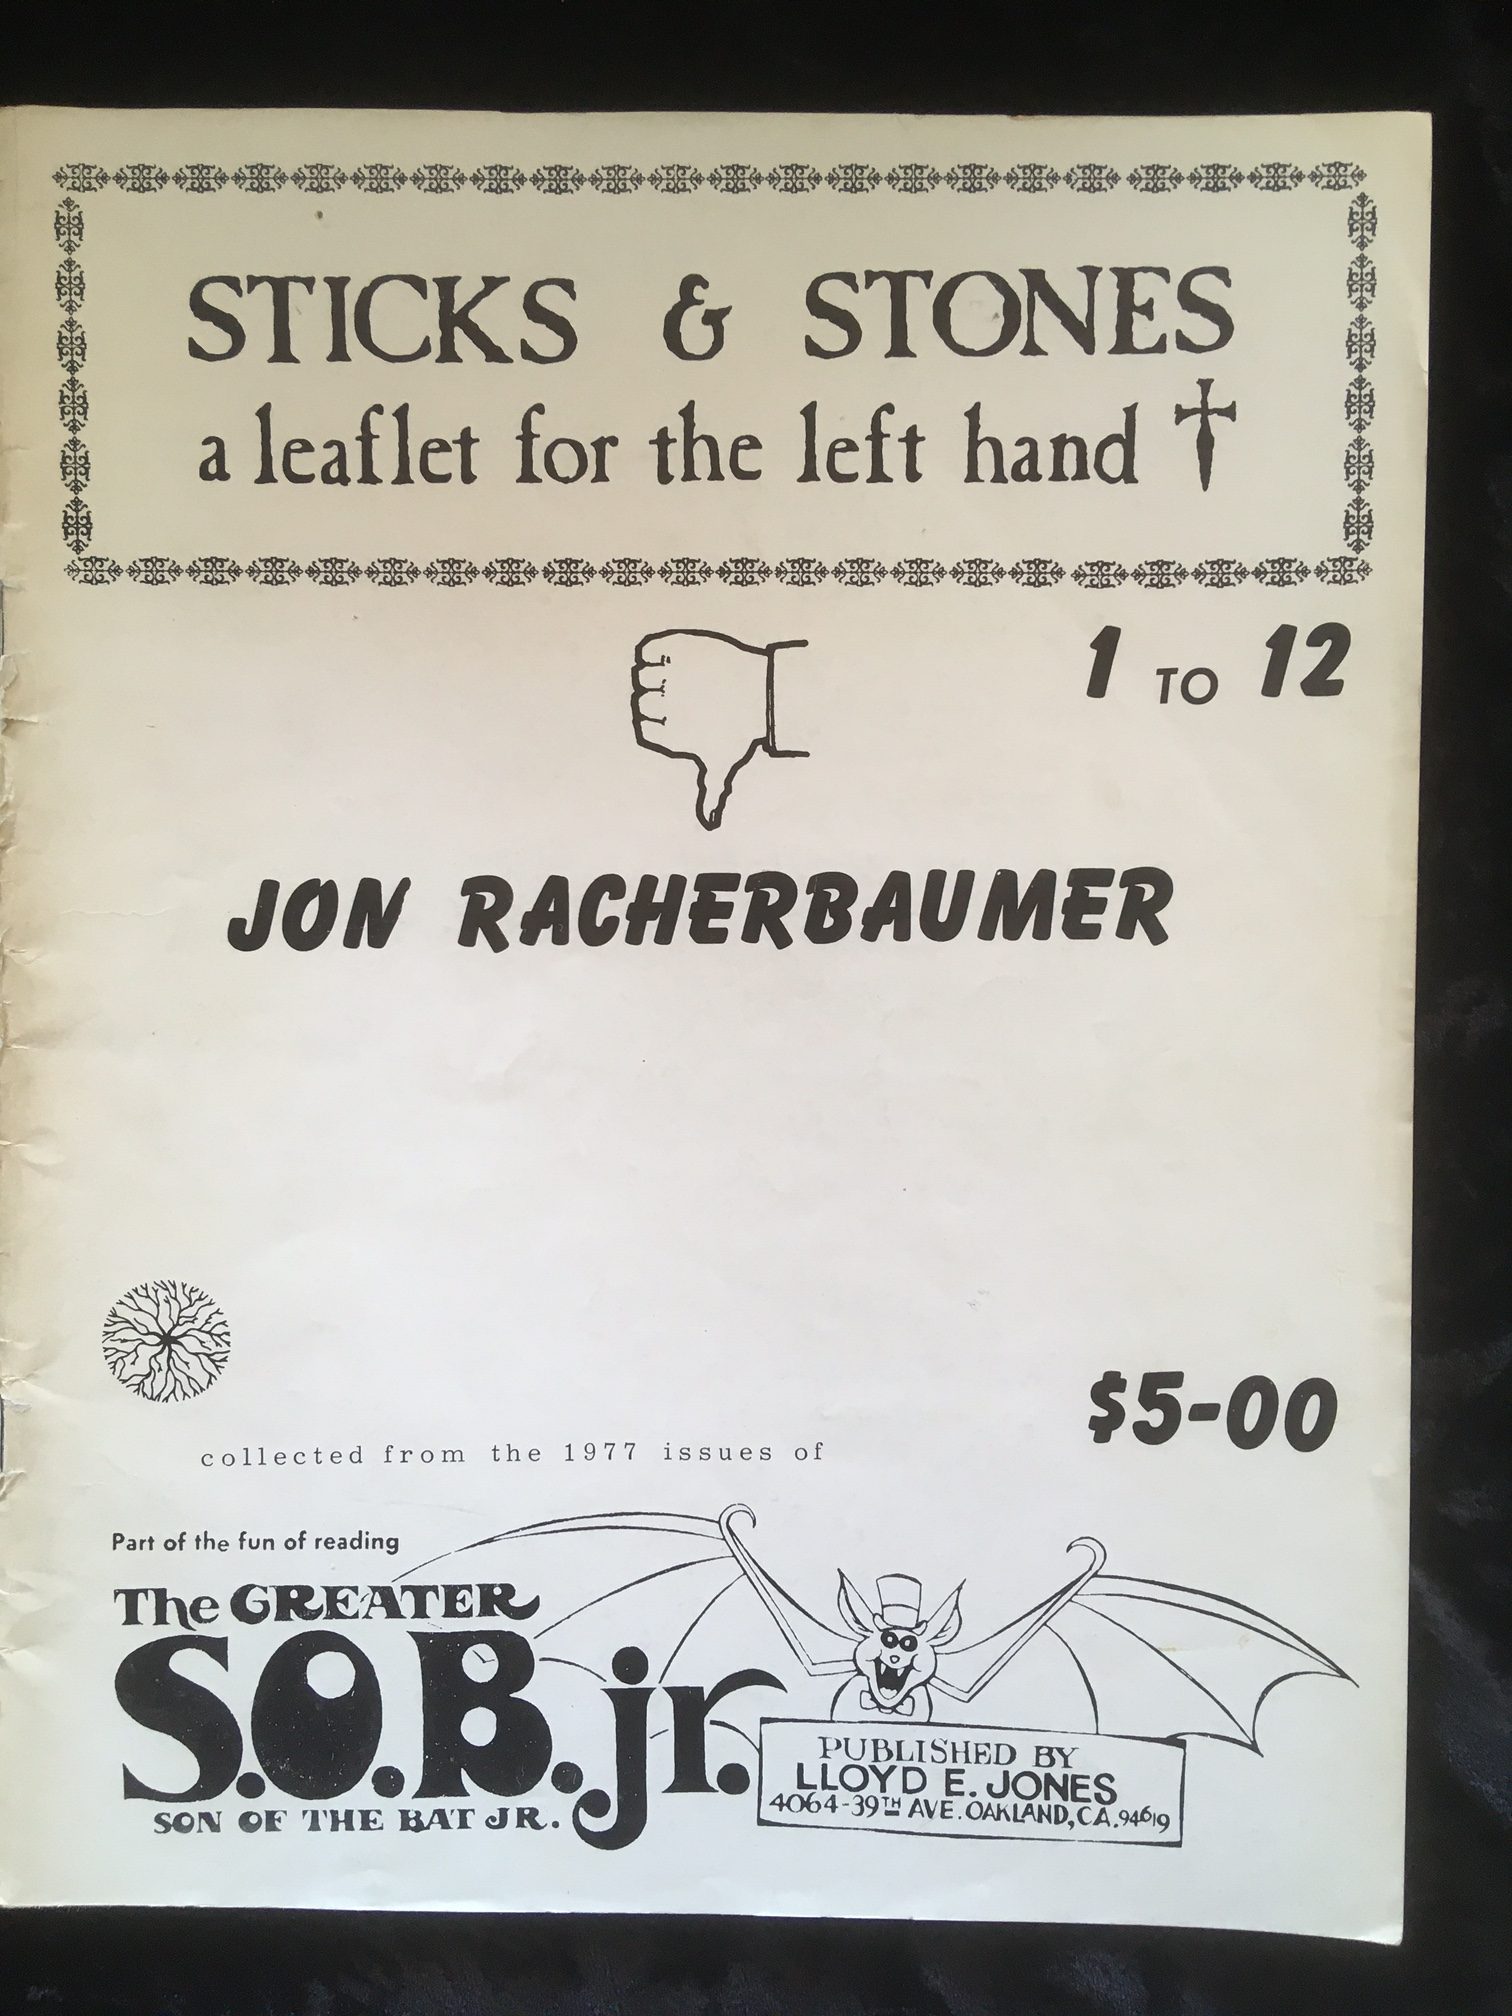 STICKS & STONES
a leaflet for the left hand
1 TO 12
JON RACHERBAUMER
$5-00
collected from the 1977 issues of
Part of the fun of reading
The GREATER
S.O.B.jr.
SON OF THE BAT JR.
PUBLISHED BY
LLOYD E. JONES
4064-39TH AVE. OAKLAND, CA. 94619